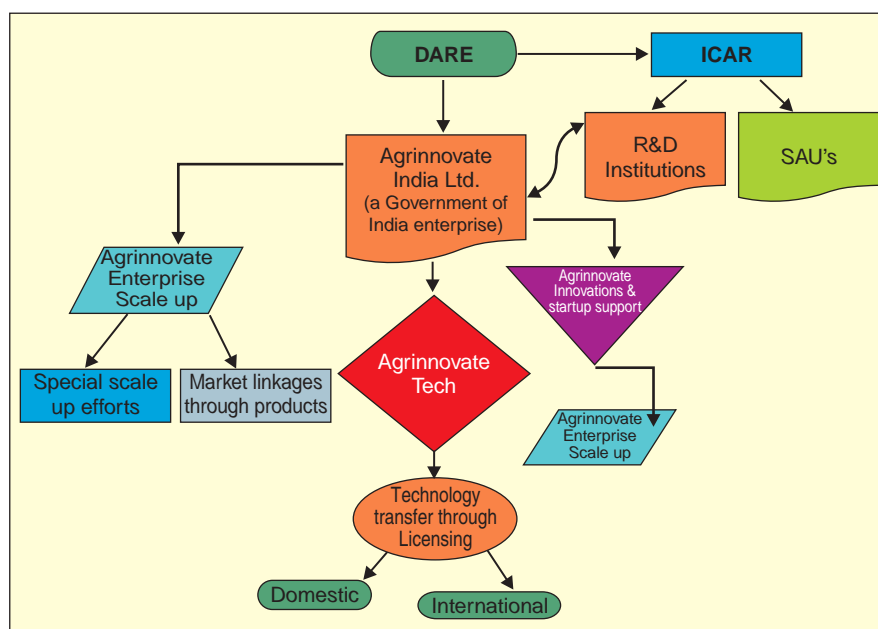 DARE
ICAR
Agrinnovate
India Ltd.
(a Government of
India enterprise)
R&D
Institutions
SAU's
Agrinnovate
Enterprise
Scale up
Agrinnovate
Innovations &
startup support
Special scale
up efforts
Market linkages
through products
Agrinnovate
Tech
Agrinnovate
Enterprise
Scale up
Technology
transfer through
Licensing
Domestic
International